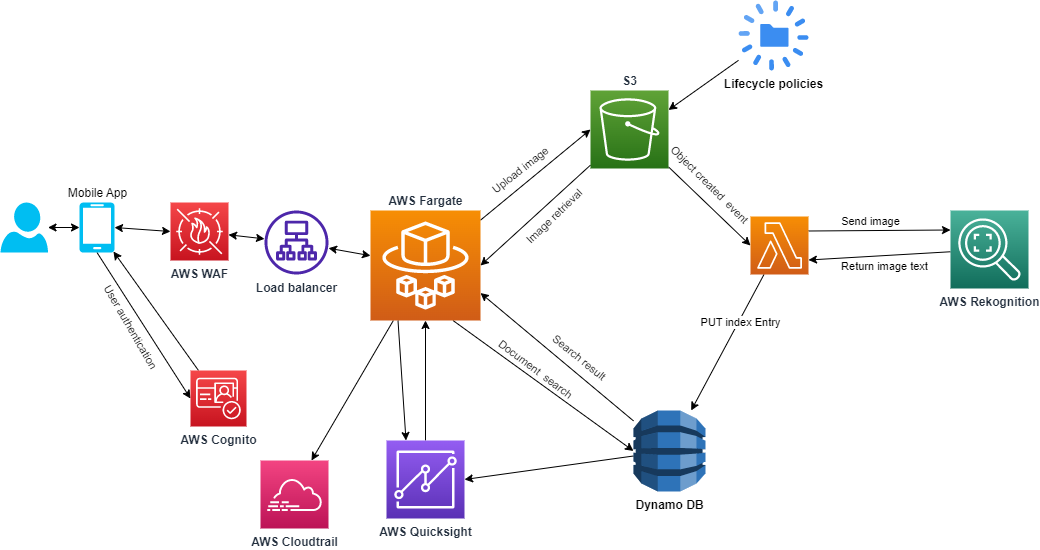 Lifecycle policies
S3
Mobile App
AWS Fargate
Upload image
Image retrieval
Object created event
Send image
Return image text
AWS WAF
Load balancer
AWS Rekognition
User authentication
PUT index Entry
Search result
Document search
AWS Cognito
Dynamo DB
AWS Quicksight
AWS Cloudtrail